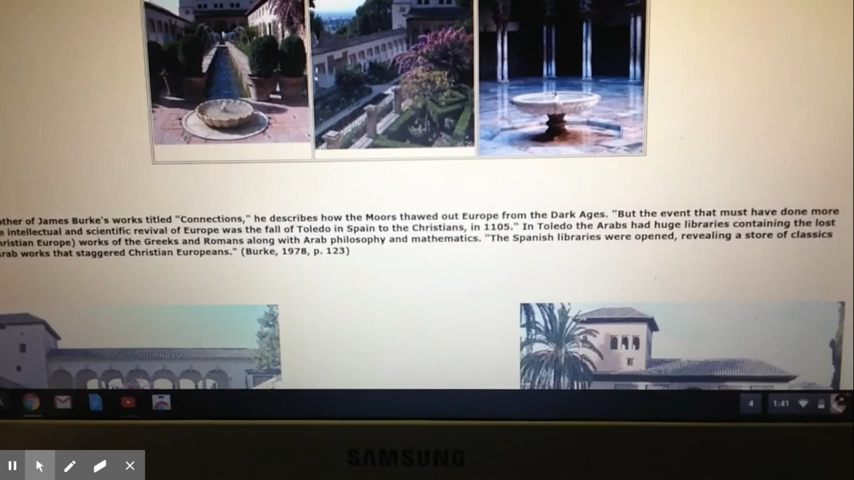 ther of James Burke's works titled "Connections," he describes how the Moors thawed out Europe from the Dark Ages. "But the event that must have done more
e intellectual and scientific revival of Europe was the fall of Toledo in Spain to the Christians, in 1105." In Toledo the Arabs had huge libraries containing the lost
ristian Europe) works of the Greeks and Romans along with Arab philosophy and mathematics. "The Spanish libraries were opened, revealing a store of classics
rab works that staggered Christian Europeans." (Burke, 1978, p. 123)
4 1:41
SAMSUNG